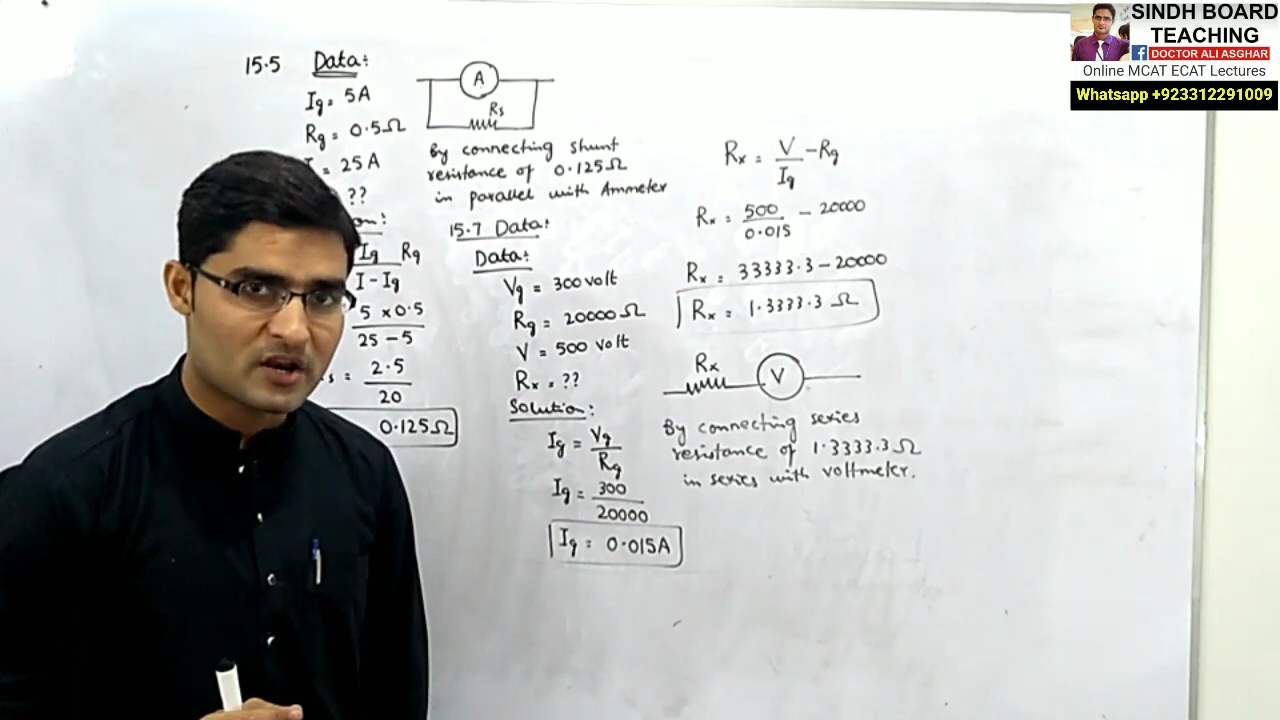 SINDH BOARD
TEACHING
f DOCTOR ALI ASGHAR
Online MCAT ECAT Lectures
Whatsapp +923312291009
15.5 Data:
Ig = 5A
Rg = 0.5Ω
= 25 A
??
on:
Ig Rg
I - Ig
5 x 0.5
25 - 5
s = 2.5
20
0.125Ω
A
Rs
By connecting shunt
resistance of 0.125Ω
in parallel with Ammeter
15.7 Data:
Data:
Vg = 300 volt
Rg = 20000 Ω
V = 500 volt
Rx = ??
Solution:
Ig = Vg
Rg
Ig = 300
20000
Ig = 0.015A
Rx = V - Rg
Ig
Rx = 500 - 20000
0.015
Rx = 33333.3 - 20000
Rx = 1.3333.3 Ω
Rx
V
By connecting series
resistance of 1.3333.3 Ω
in series with voltmeter.